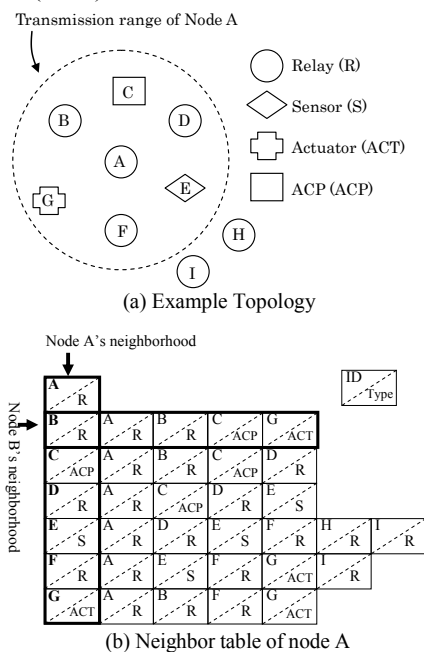 Transmission range of Node A
C
B
D
A
G
E
F
H
I
Relay (R)
Sensor (S)
Actuator (ACT)
ACP (ACP)
(a) Example Topology
Node A's neighborhood
Node B's neighborhood
ID Type
A R
B R A R B R C ACP G ACT
C ACP A R B R C ACP D R
D R A R C ACP D R E S
E S A R D R E S F R H R I R
F R A R E S F R G ACT I R
G ACT A R B R F R G ACT
(b) Neighbor table of node A